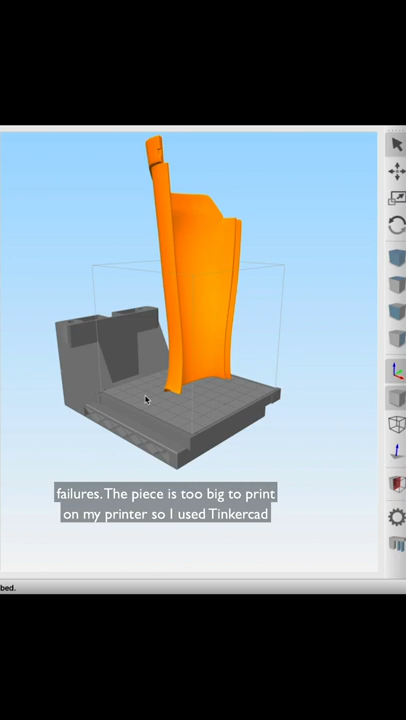 failures. The piece is too big to print
on my printer so I used Tinkercad
bed.